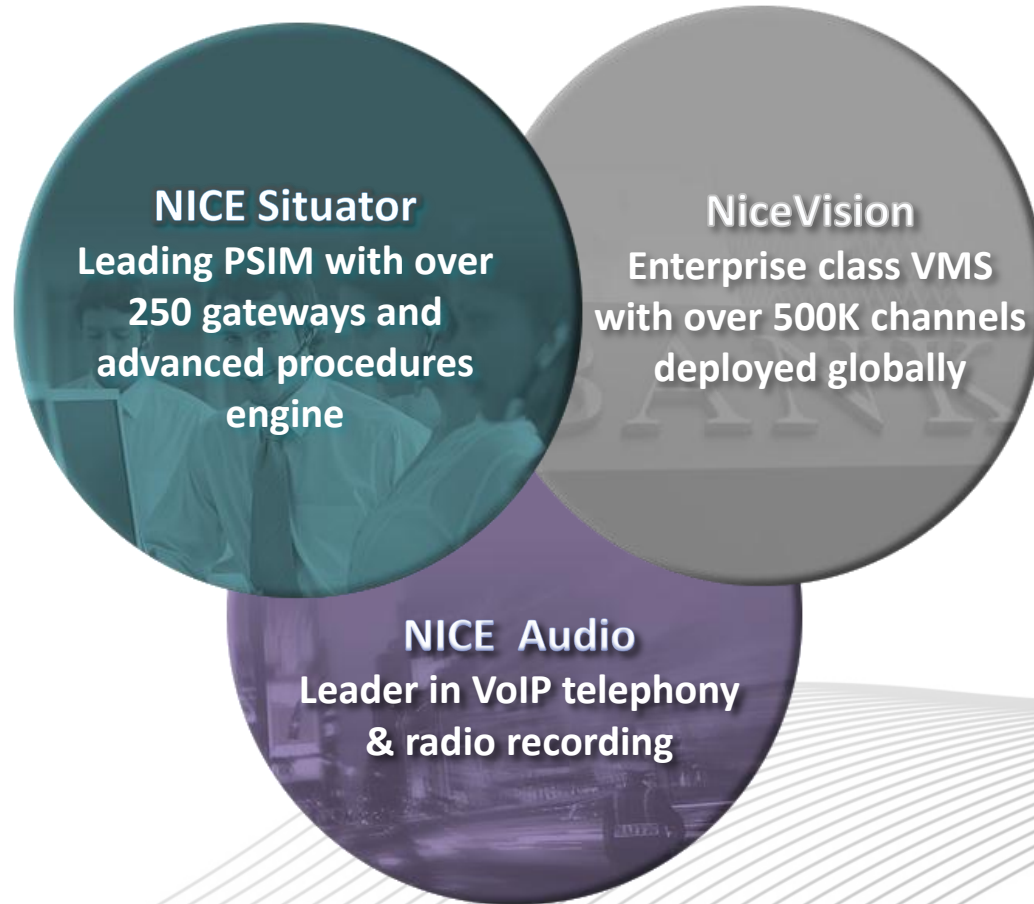 NICE Situator
Leading PSIM with over
250 gateways and
advanced procedures
engine
NiceVision
Enterprise class VMS
with over 500K channels
deployed globally
BANK
NICE  Audio
Leader in VoIP telephony
& radio recording